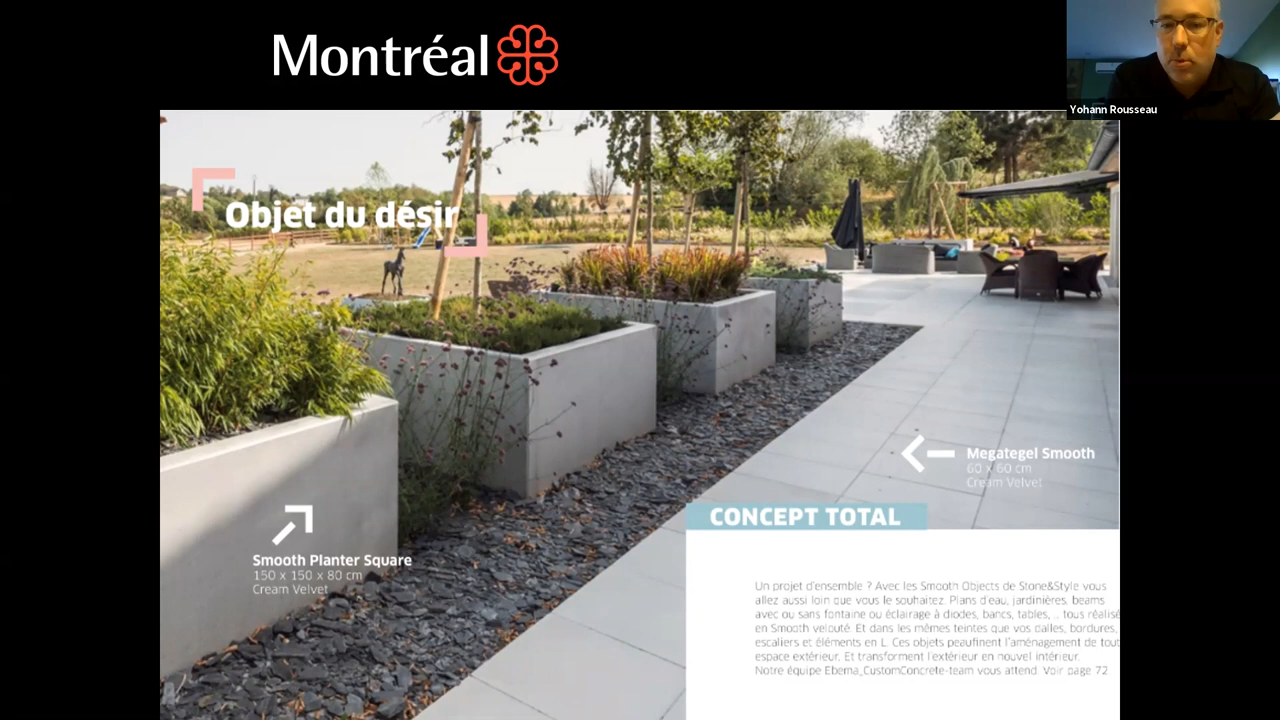 Montréal
Yohann Rousseau
Objet du désir
Megategel Smooth
60 x 60 cm
Cream Velvet
CONCEPT TOTAL
Smooth Planter Square
150 x 150 x 80 cm
Cream Velvet
Un projet d'ensemble ? Avec les Smooth Objects de Stone&Style vous
allez aussi loin que vous le souhaitez. Plans d'eau, jardinières, beams
avec ou sans fontaine ou éclairage à diodes, bancs, tables, ... tous réalisé
en Smooth velouté. Et dans les mêmes teintes que vos dalles, bordures,
escaliers et éléments en L. Ces objets peaufinent l'aménagement de tout
espace extérieur. Et transforment l'extérieur en nouvel intérieur.
Notre équipe Ebema_CustomConcrete-team vous attend. Voir page 72